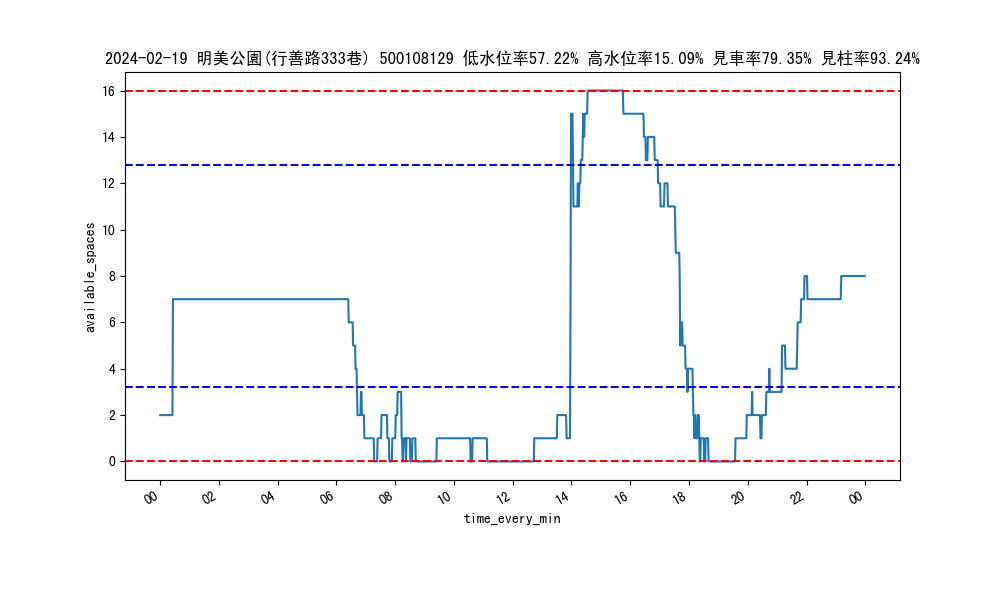 2024-02-19 明美公園(行善路333巷) 500108129 低水位率57.22% 高水位率15.09% 見車率79.35% 見柱率93.24%
16
14
12
10
8
6
4
2
0
available_spaces
00 02 04 06 08 10 12 14 16 18 20 22 00
time_every_min